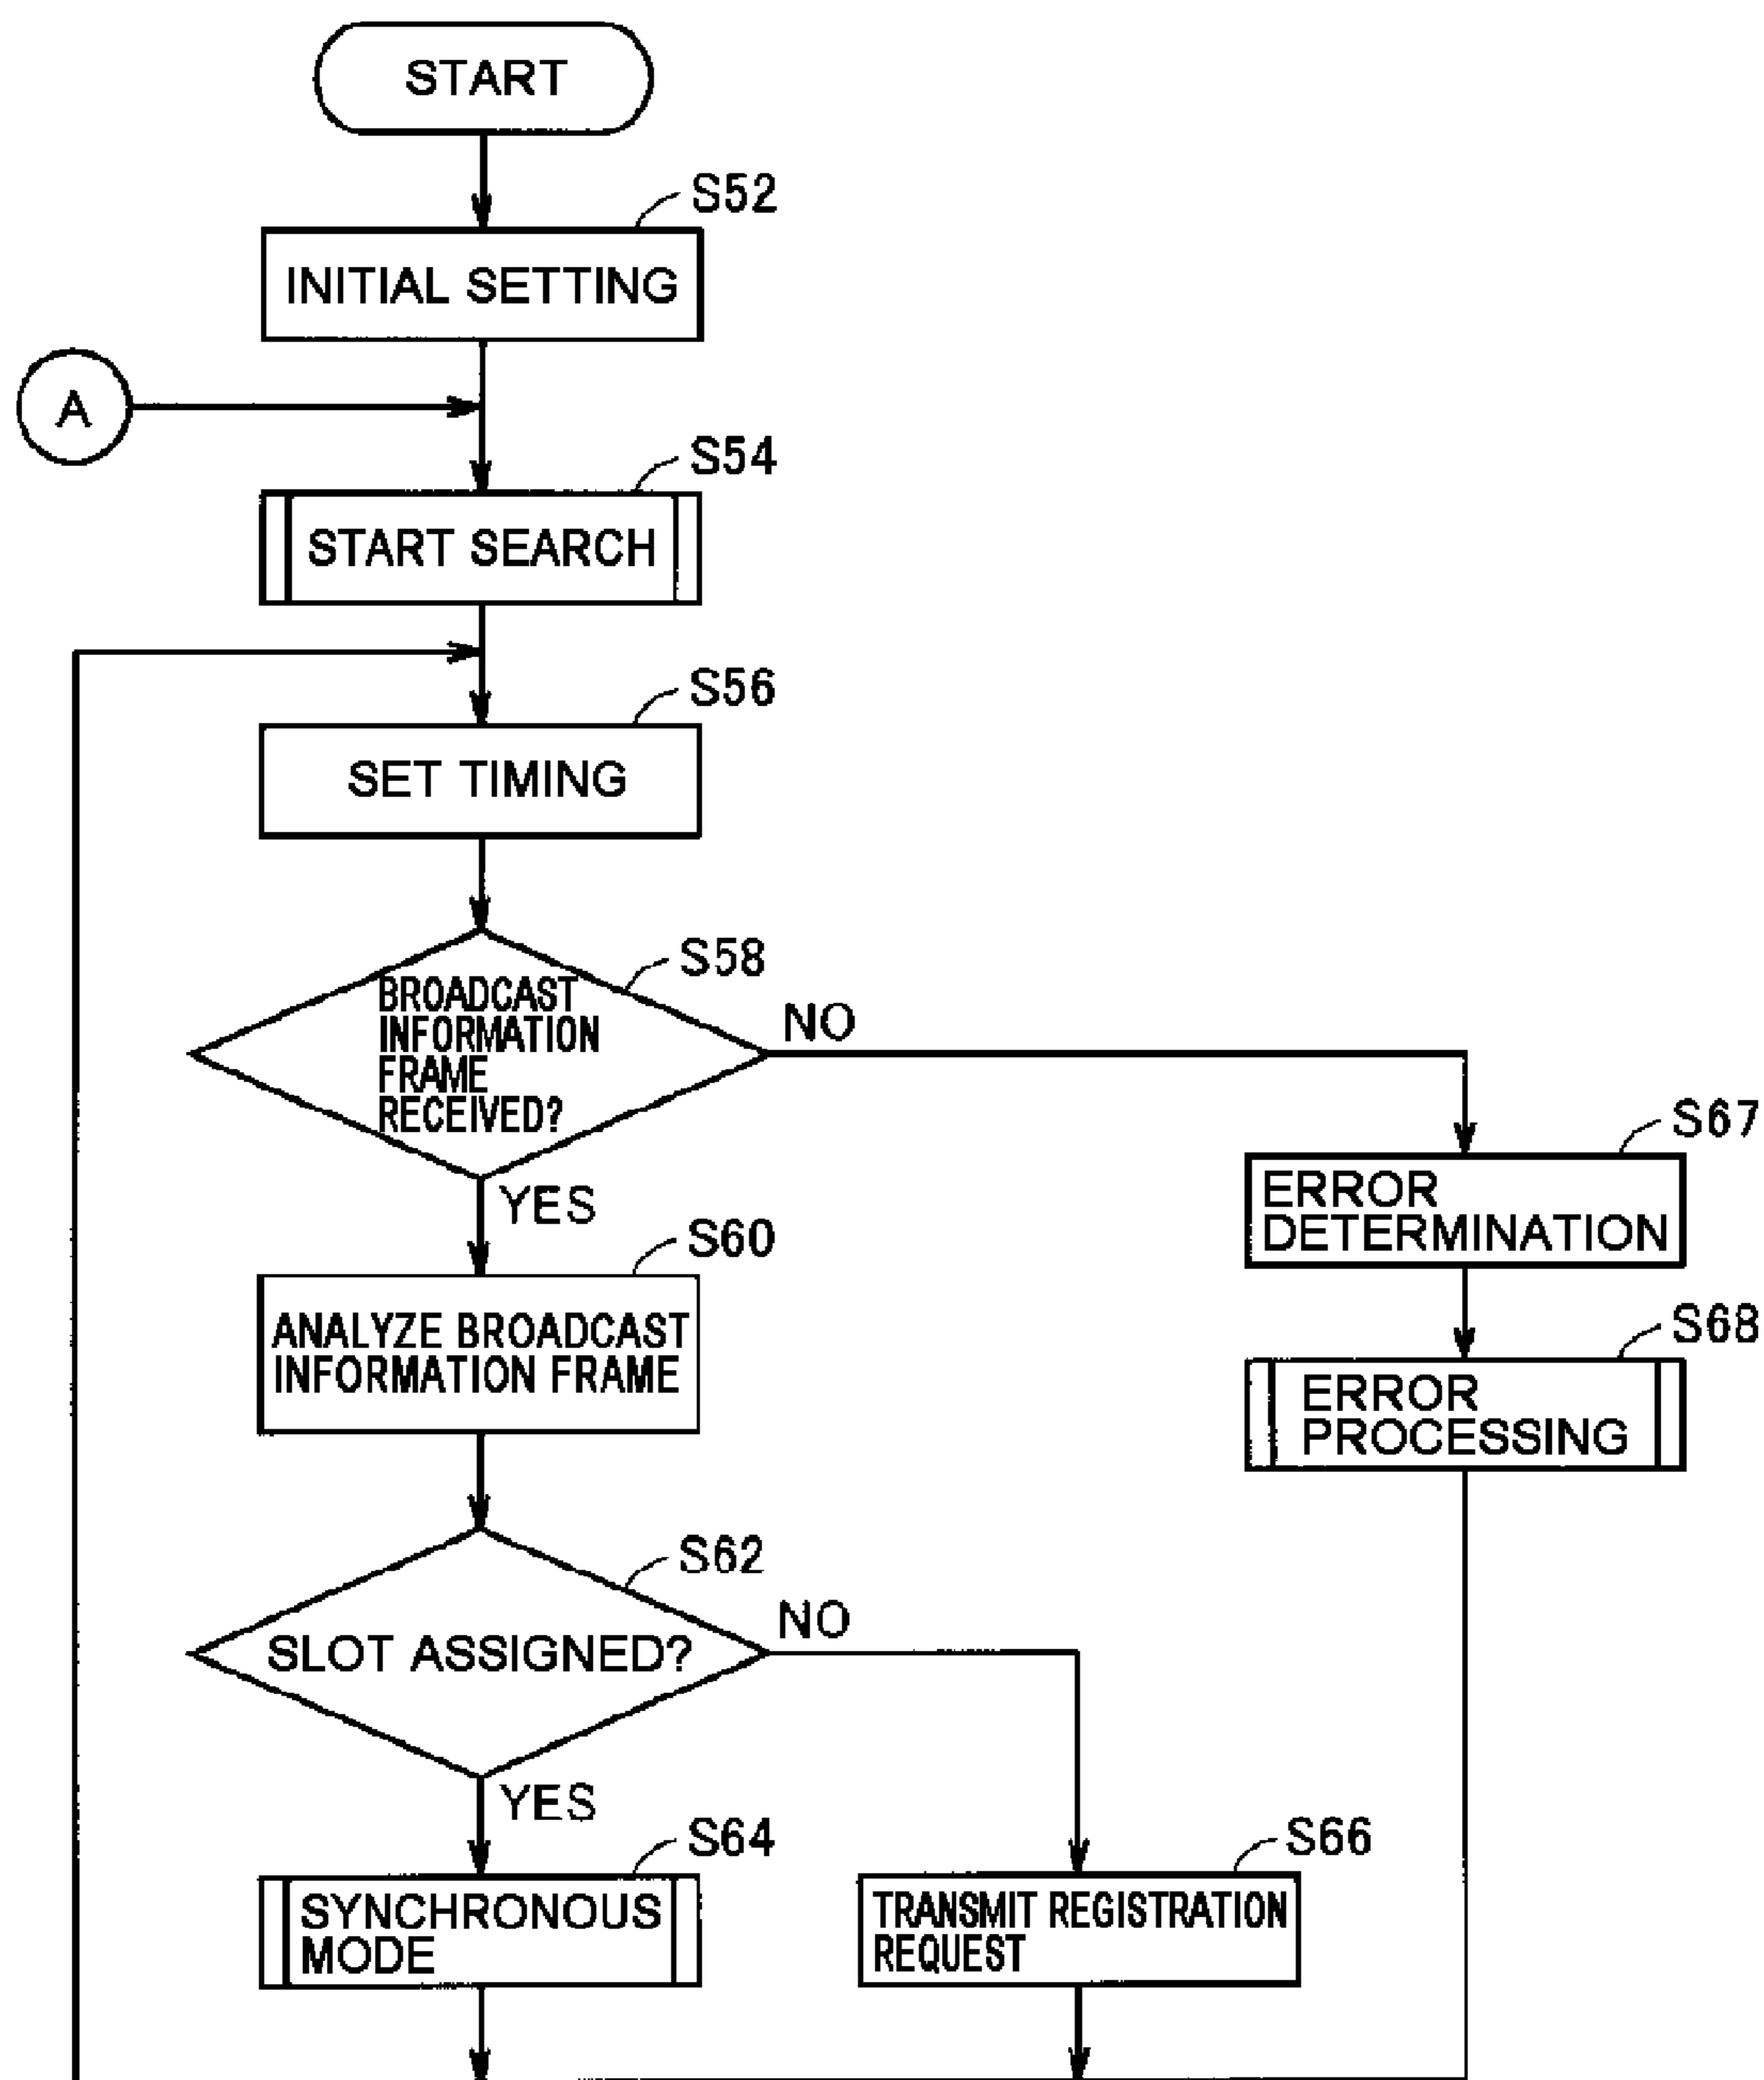 START
S52
INITIAL SETTING
A
S54
START SEARCH
S56
SET TIMING
S58
BROADCAST
INFORMATION
FRAME
RECEIVED?
NO
YES
S67
ERROR
DETERMINATION
S60
ANALYZE BROADCAST
INFORMATION FRAME
S68
ERROR
PROCESSING
S62
SLOT ASSIGNED?
NO
YES
S64
SYNCHRONOUS
MODE
S66
TRANSMIT REGISTRATION
REQUEST